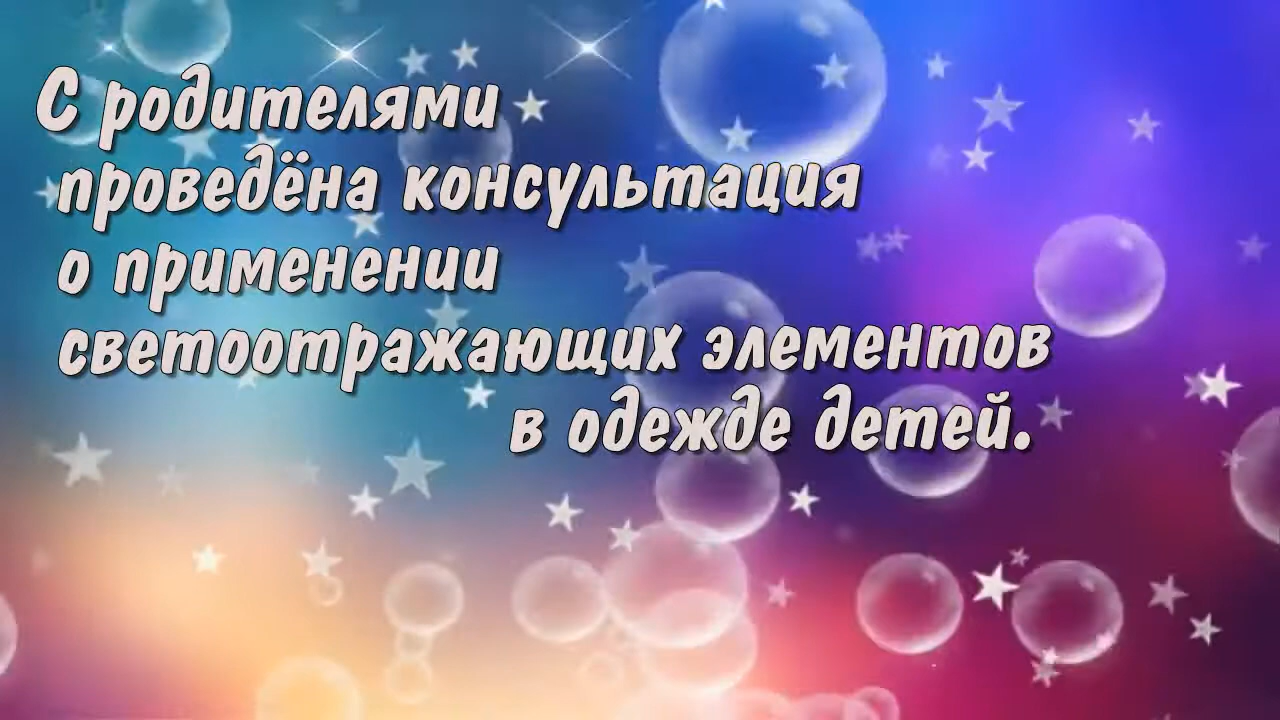 С родителями
проведёна консультация
о применении
светоотражающих элементов
в одежде детей.